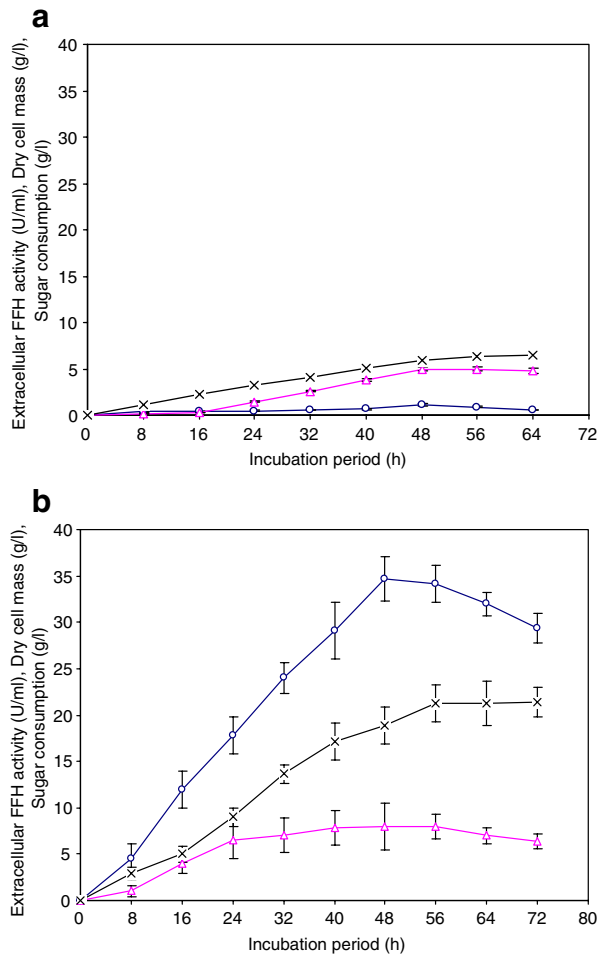 a
Extracellular FFH activity (U/ml), Dry cell mass (g/l),
Sugar consumption (g/l)
40
35
30
25
20
15
10
5
0
0 8 16 24 32 40 48 56 64 72
Incubation period (h)
b
Extracellular FFH activity (U/ml), Dry cell mass (g/l),
Sugar consumption (g/l)
40
35
30
25
20
15
10
5
0
0 8 16 24 32 40 48 56 64 72 80
Incubation period (h)